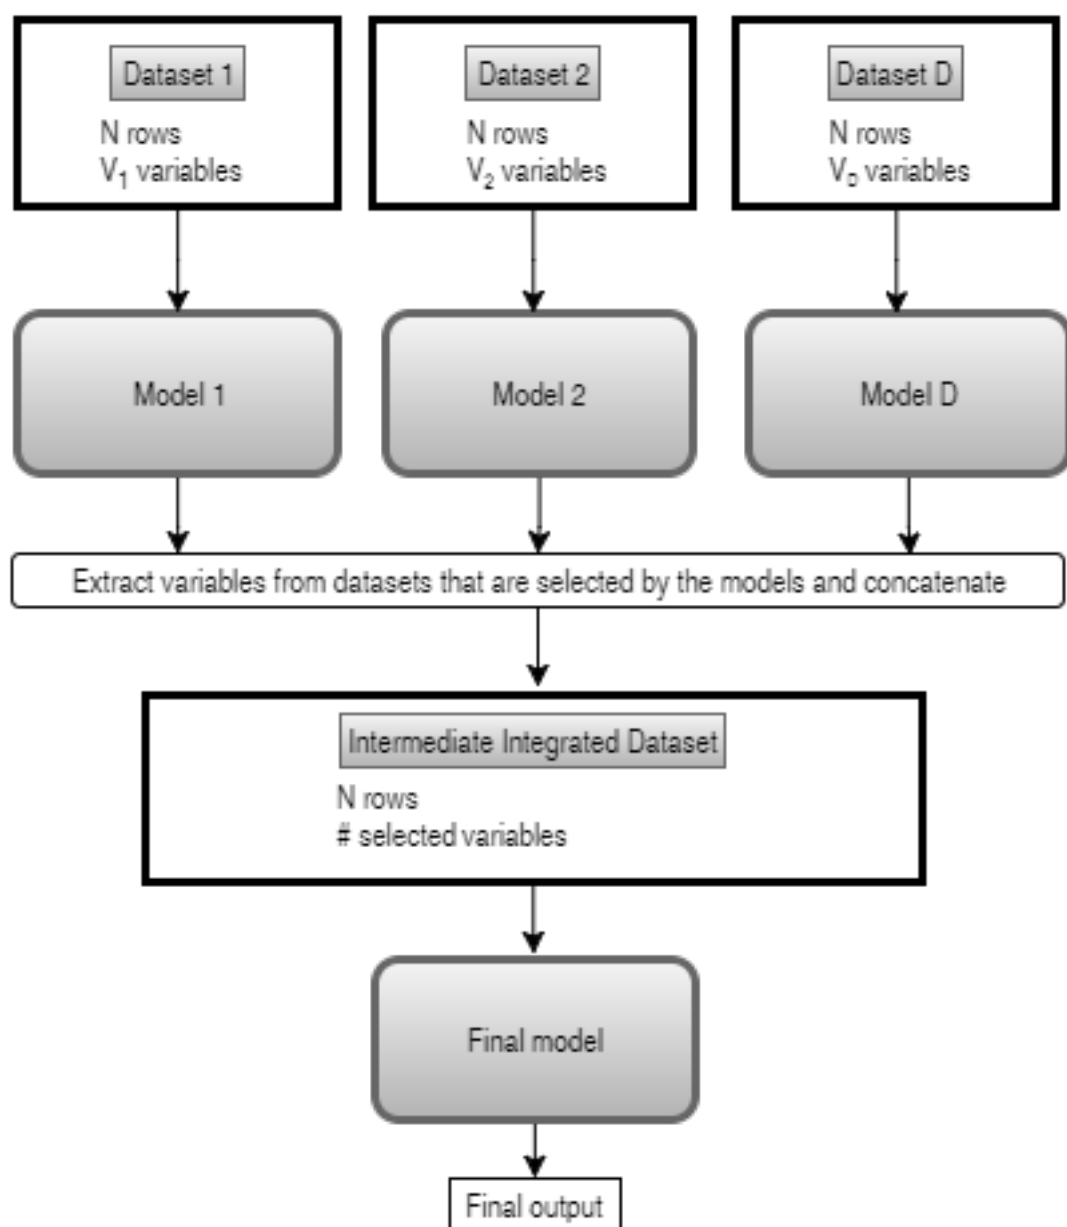 Dataset 1
N rows
V₁ variables
Dataset 2
N rows
V₂ variables
Dataset D
N rows
V_D variables
Model 1
Model 2
Model D
Extract variables from datasets that are selected by the models and concatenate
Intermediate Integrated Dataset
N rows
# selected variables
Final model
Final output